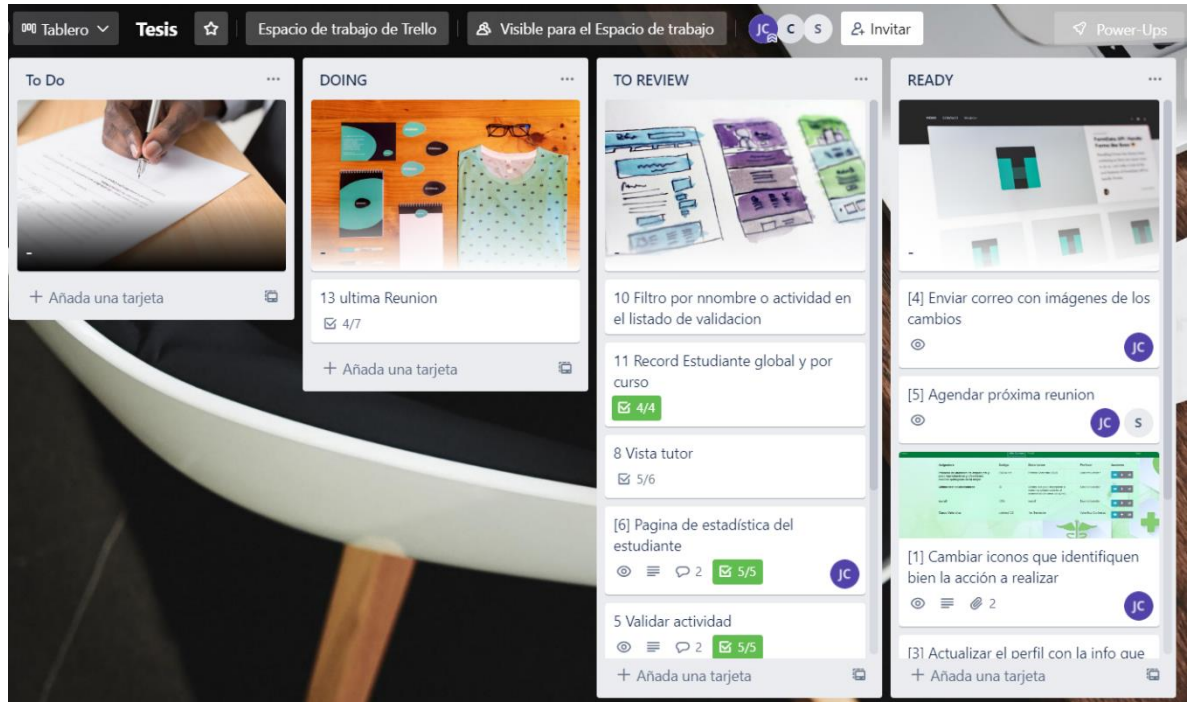 Tablero
Tesis
Espacio de trabajo de Trello
Visible para el Espacio de trabajo
JC
C
S
Invitar
Power-Ups
To Do
-
+ Añada una tarjeta
DOING
-
13 ultima Reunion
4/7
+ Añada una tarjeta
TO REVIEW
-
10 Filtro por nnombre o actividad en
el listado de validacion
11 Record Estudiante global y por
curso
4/4
8 Vista tutor
5/6
[6] Pagina de estadística del
estudiante
2
5/5
JC
5 Validar actividad
2
5/5
+ Añada una tarjeta
READY
-
[4] Enviar correo con imágenes de los
cambios
JC
[5] Agendar próxima reunion
JC
S
[1] Cambiar iconos que identifiquen
bien la acción a realizar
2
JC
[3] Actualizar el perfil con la info que
+ Añada una tarjeta